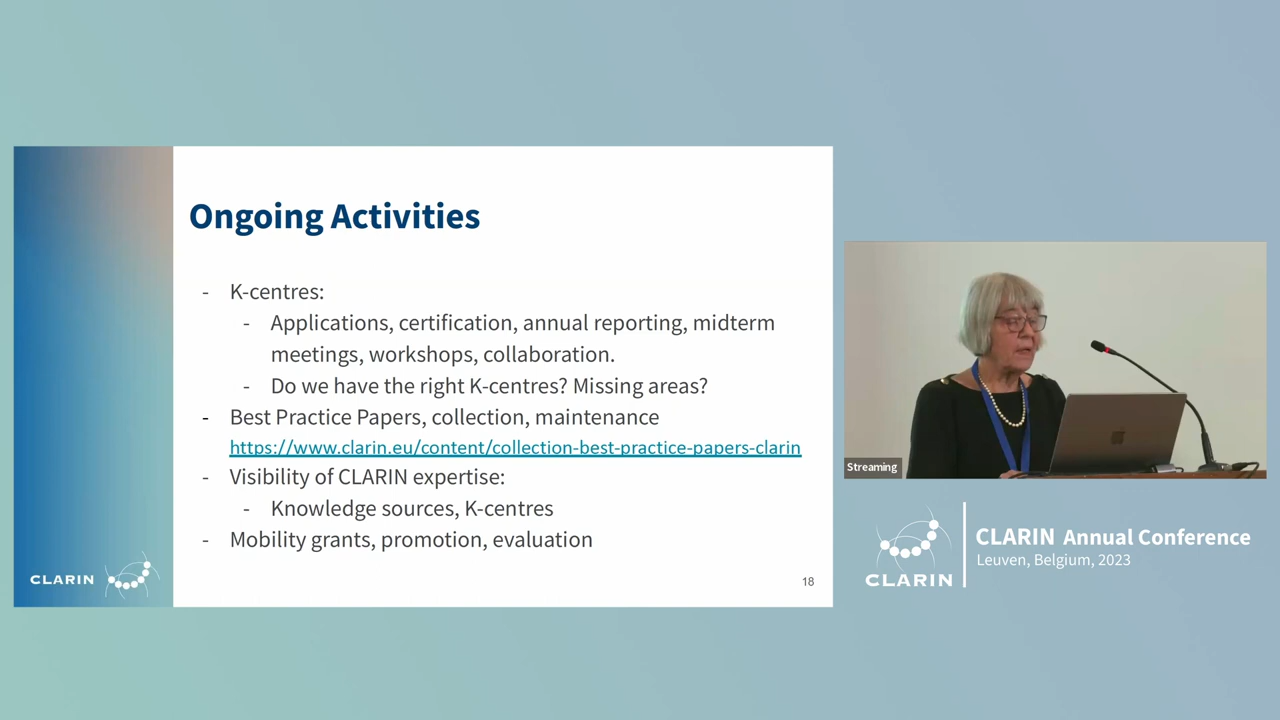 Ongoing Activities
- K-centres:
- Applications, certification, annual reporting, midterm
meetings, workshops, collaboration.
- Do we have the right K-centres? Missing areas?
- Best Practice Papers, collection, maintenance
https://www.clarin.eu/content/collection-best-practice-papers-clarin
- Visibility of CLARIN expertise:
- Knowledge sources, K-centres
- Mobility grants, promotion, evaluation
CLARIN
18
Streaming
CLARIN
CLARIN Annual Conference
Leuven, Belgium, 2023